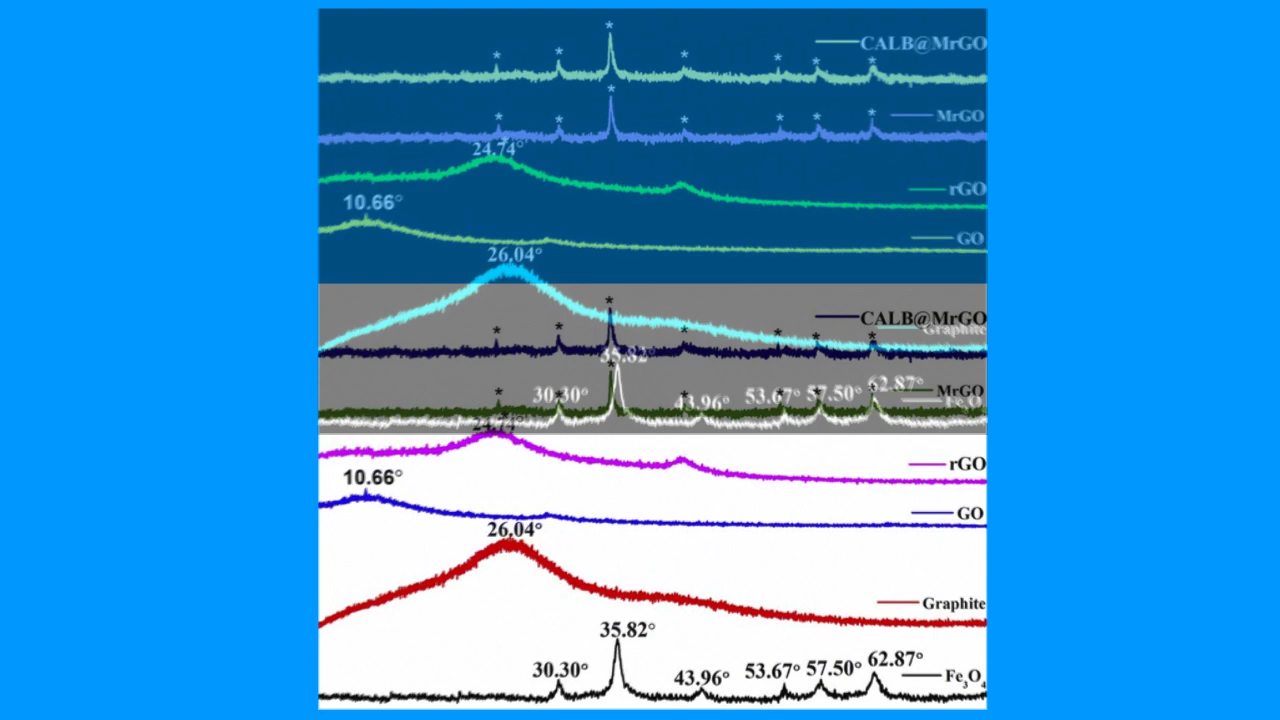 * * * * * * *
CALB@MrGO
* * * * * * *
MrGO
24.74°
rGO
10.66°
GO
26.04°
* * * * * * *
CALB@MrGO
Graphite
35.82°
* * * * * * *
MrGO
30.30° 43.96° 53.67° 57.50° 62.87°
Fe₃O₄
24.74°
rGO
10.66°
GO
26.04°
Graphite
35.82°
30.30° 43.96° 53.67° 57.50° 62.87°
Fe₃O₄